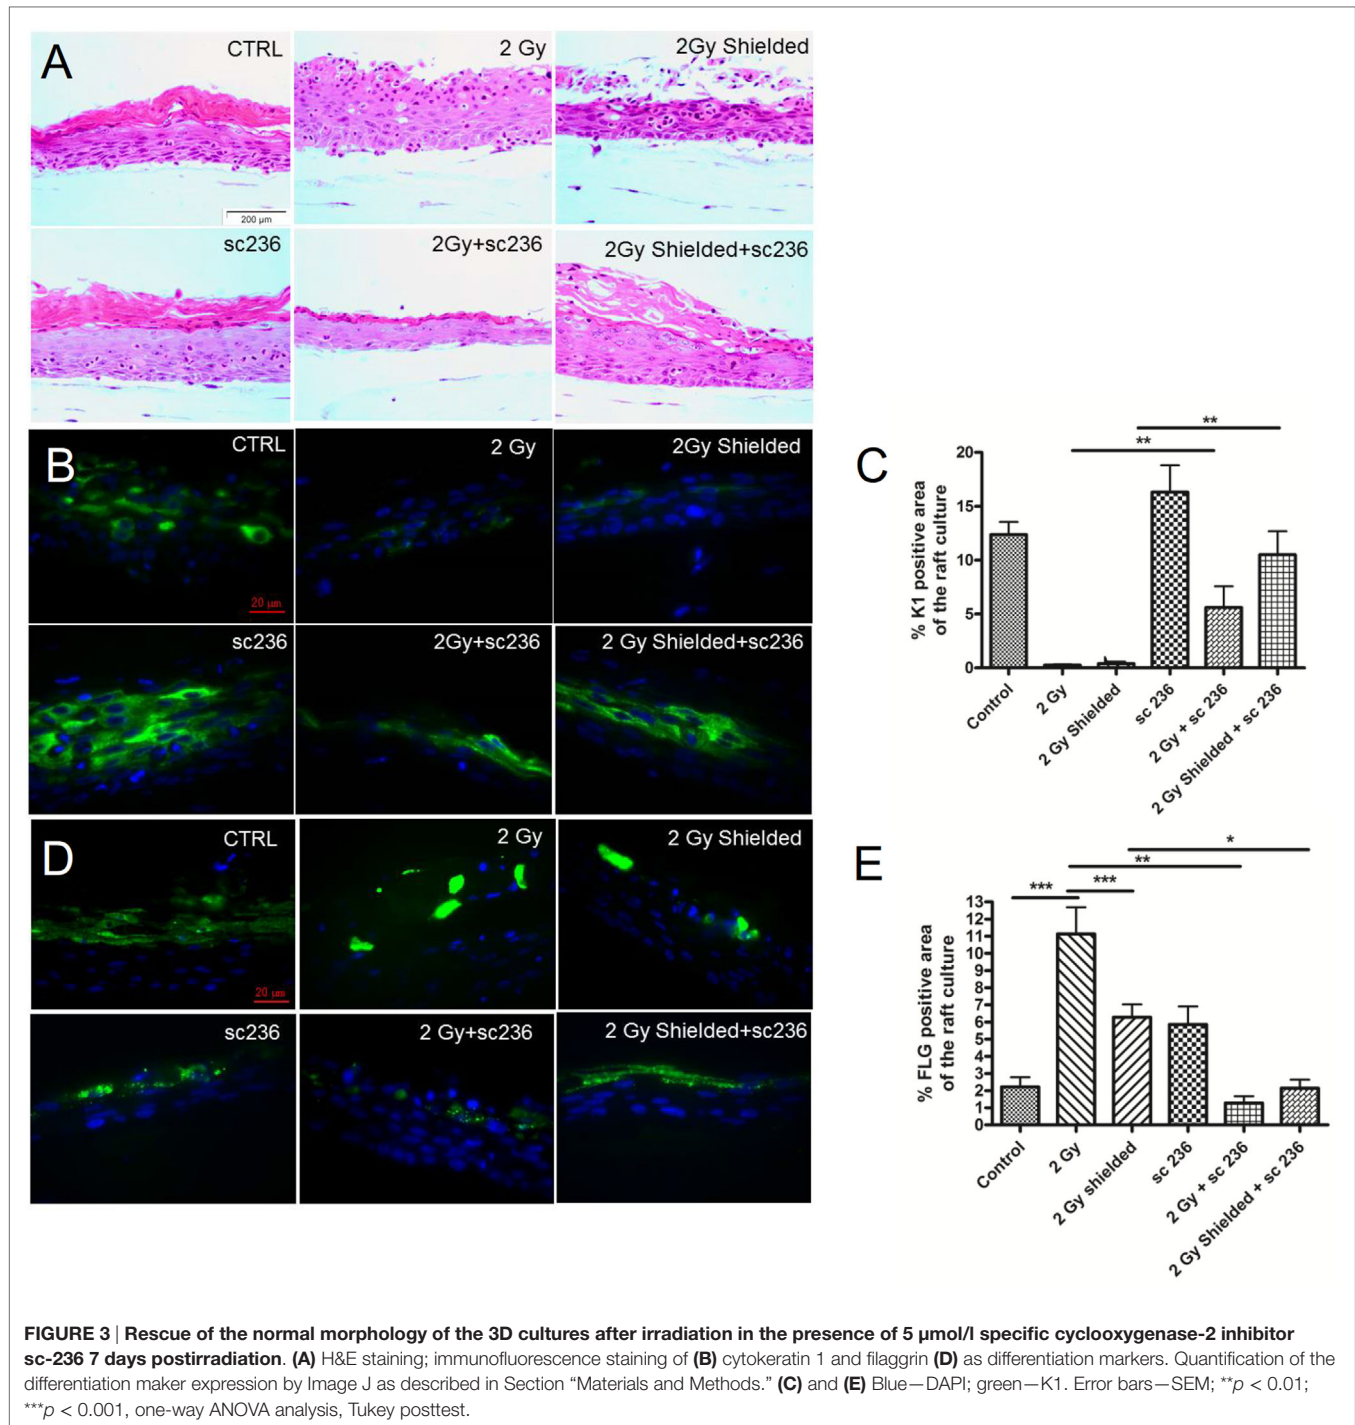 A
CTRL
2 Gy
2Gy Shielded
200 µm
sc236
2Gy+sc236
2Gy Shielded+sc236
B
CTRL
2 Gy
2Gy Shielded
20 µm
sc236
2Gy+sc236
2 Gy Shielded+sc236
C
**
**
% K1 positive area
of the raft culture
20
15
10
5
0
Control
2 Gy
2 Gy Shielded
sc 236
2 Gy + sc 236
2 Gy Shielded + sc 236
D
CTRL
2 Gy
2 Gy Shielded
20 µm
sc236
2 Gy+sc236
2 Gy Shielded+sc236
E
*
**
***
***
% FLG positive area
of the raft culture
13
12
11
10
9
8
7
6
5
4
3
2
1
0
Control
2 Gy
2 Gy shielded
sc 236
2 Gy + sc 236
2 Gy Shielded + sc 236
FIGURE 3 | Rescue of the normal morphology of the 3D cultures after irradiation in the presence of 5 µmol/l specific cyclooxygenase-2 inhibitor
sc-236 7 days postirradiation. (A) H&E staining; immunofluorescence staining of (B) cytokeratin 1 and filaggrin (D) as differentiation markers. Quantification of the
differentiation maker expression by Image J as described in Section “Materials and Methods.” (C) and (E) Blue—DAPI; green—K1. Error bars—SEM; **p < 0.01;
***p < 0.001, one-way ANOVA analysis, Tukey posttest.